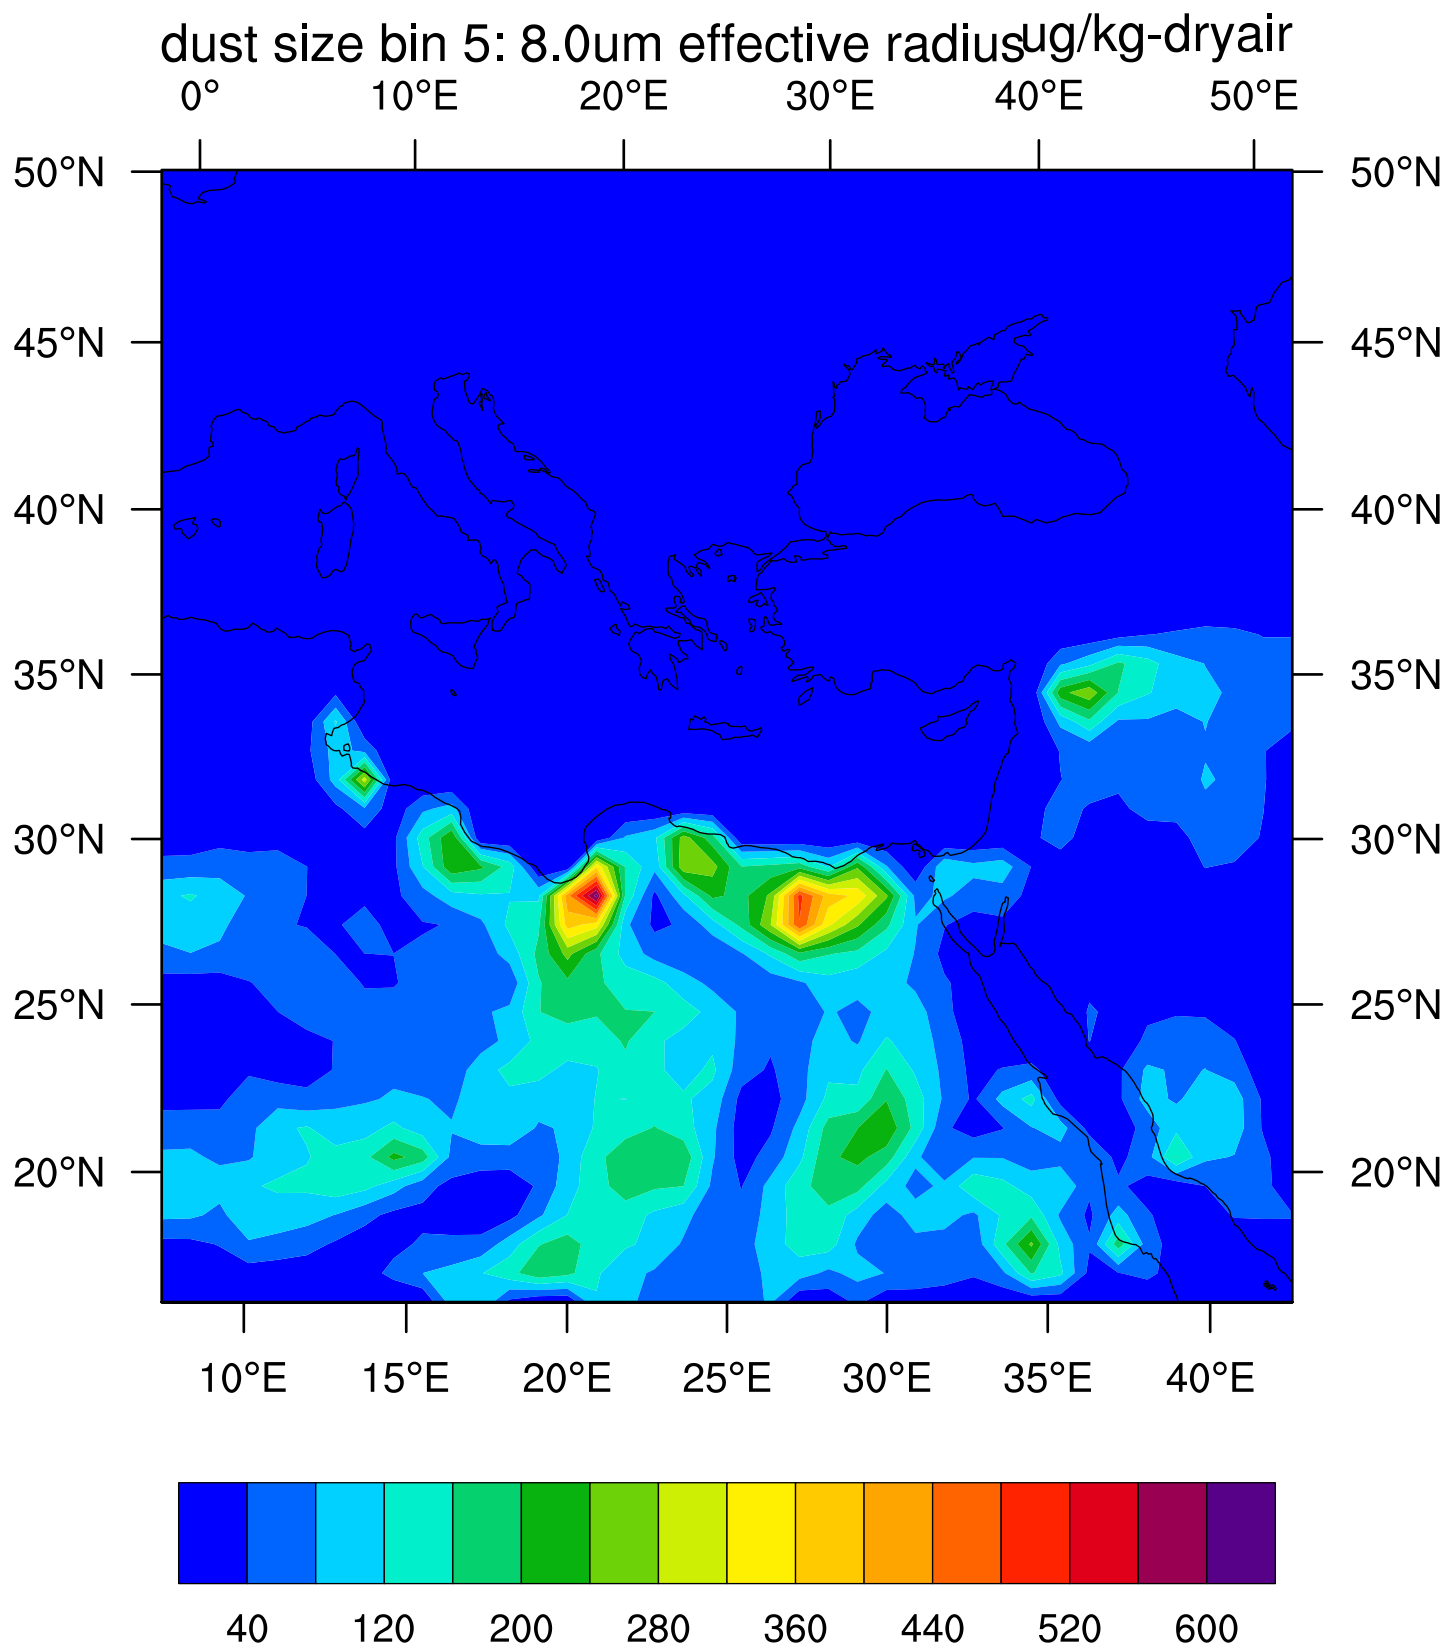 dust size bin 5: 8.0um effective radius ug/kg-dryair
0° 10°E 20°E 30°E 40°E 50°E
50°N 50°N
45°N 45°N
40°N 40°N
35°N 35°N
30°N 30°N
25°N 25°N
20°N 20°N
10°E 15°E 20°E 25°E 30°E 35°E 40°E
40 120 200 280 360 440 520 600